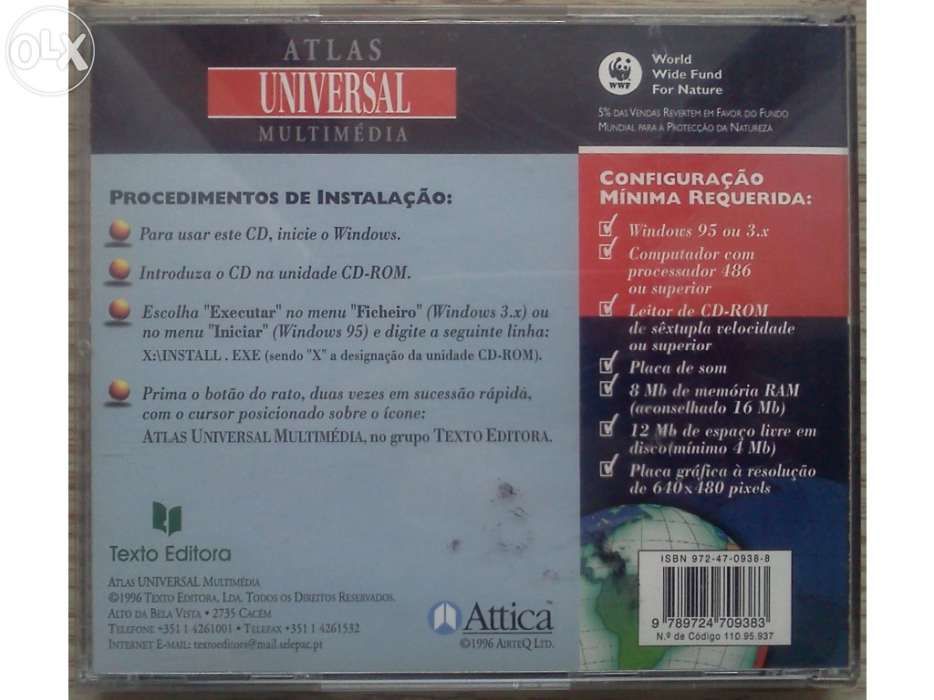 OLX
ATLAS
UNIVERSAL
MULTIMÉDIA
WWF
World
Wide Fund
For Nature
5% DAS VENDAS REVERTEM EM FAVOR DO FUNDO
MUNDIAL PARA A PROTECÇÃO DA NATUREZA
PROCEDIMENTOS DE INSTALAÇÃO:
Para usar este CD, inicie o Windows.
Introduza o CD na unidade CD-ROM.
Escolha "Executar" no menu "Ficheiro" (Windows 3.x) ou
no menu "Iniciar" (Windows 95) e digite a seguinte linha:
X:\INSTALL . EXE (sendo "X" a designação da unidade CD-ROM).
Prima o botão do rato, duas vezes em sucessão rápida,
com o cursor posicionado sobre o ícone:
ATLAS UNIVERSAL MULTIMÉDIA, no grupo TEXTO EDITORA.
CONFIGURAÇÃO
MÍNIMA REQUERIDA:
Windows 95 ou 3.x
Computador com
processador 486
ou superior
Leitor de CD-ROM
de sêxtupla velocidade
ou superior
Placa de som
8 Mb de memória RAM
(aconselhado 16 Mb)
12 Mb de espaço livre em
disco(mínimo 4 Mb)
Placa gráfica à resolução
de 640x480 pixels
Texto Editora
ATLAS UNIVERSAL MULTIMÉDIA
©1996 TEXTO EDITORA, LDA. TODOS OS DIREITOS RESERVADOS.
ALTO DA BELA VISTA • 2735 CACÉM
TELEFONE +351 1 4261001 • TELEFAX +351 1 4261532
INTERNET E-MAIL: textoeditora@mail.telepac.pt
Attica™
©1996 AIRTEQ LTD.
ISBN 972-47-0938-8
9 789724 709383
N.º de Código 110.95.937